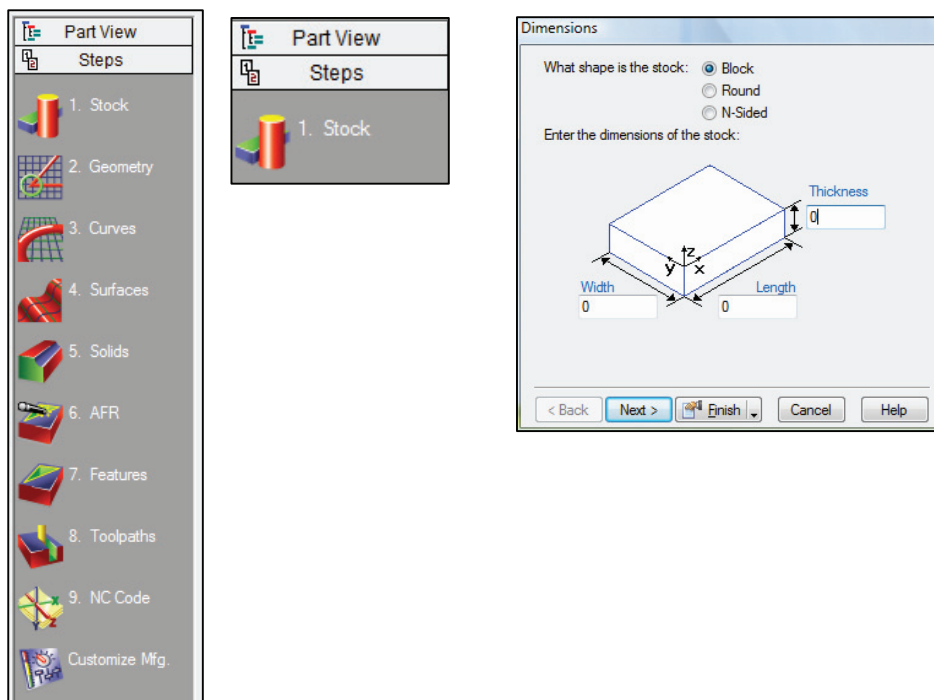 Part View
Steps
1. Stock
2. Geometry
3. Curves
4. Surfaces
5. Solids
6. AFR
7. Features
8. Toolpaths
9. NC Code
Customize Mfg.
Part View
Steps
1. Stock
Dimensions
What shape is the stock: Block
Round
N-Sided
Enter the dimensions of the stock:
Thickness
0
z
y x
Width Length
0 0
< Back Next > Finish Cancel Help